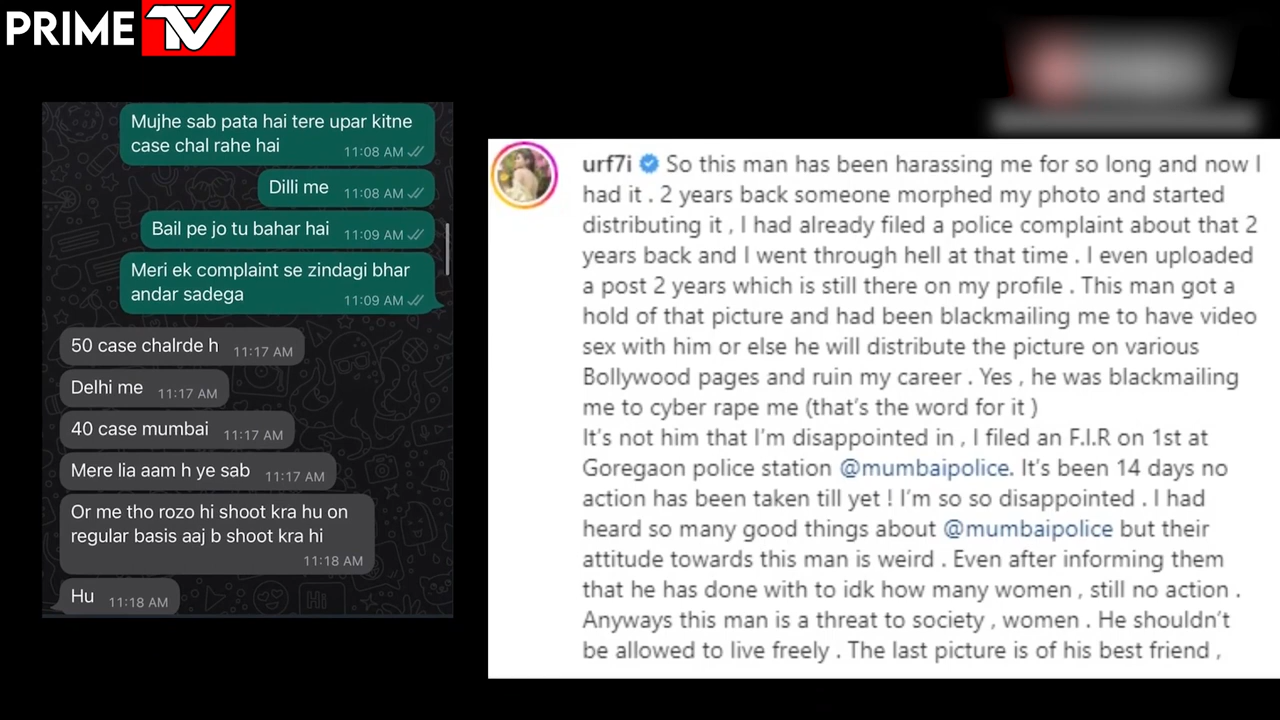 PRIME TV
Mujhe sab pata hai tere upar kitne
case chal rahe hai
11:08 AM
Dilli me
11:08 AM
Bail pe jo tu bahar hai
11:09 AM
Meri ek complaint se zindagi bhar
andar sadega
11:09 AM
50 case chalrde h
11:17 AM
Delhi me
11:17 AM
40 case mumbai
11:17 AM
Mere lia aam h ye sab
11:17 AM
Or me tho rozo hi shoot kra hu on
regular basis aaj b shoot kra hi
11:18 AM
Hu
11:18 AM
urf7i So this man has been harassing me for so long and now I
had it . 2 years back someone morphed my photo and started
distributing it , I had already filed a police complaint about that 2
years back and I went through hell at that time . I even uploaded
a post 2 years which is still there on my profile . This man got a
hold of that picture and had been blackmailing me to have video
sex with him or else he will distribute the picture on various
Bollywood pages and ruin my career . Yes , he was blackmailing
me to cyber rape me (that's the word for it )
It's not him that I'm disappointed in , I filed an F.I.R on 1st at
Goregaon police station @mumbaipolice. It's been 14 days no
action has been taken till yet ! I'm so so disappointed . I had
heard so many good things about @mumbaipolice but their
attitude towards this man is weird . Even after informing them
that he has done with to idk how many women , still no action .
Anyways this man is a threat to society , women . He shouldn't
be allowed to live freely . The last picture is of his best friend ,